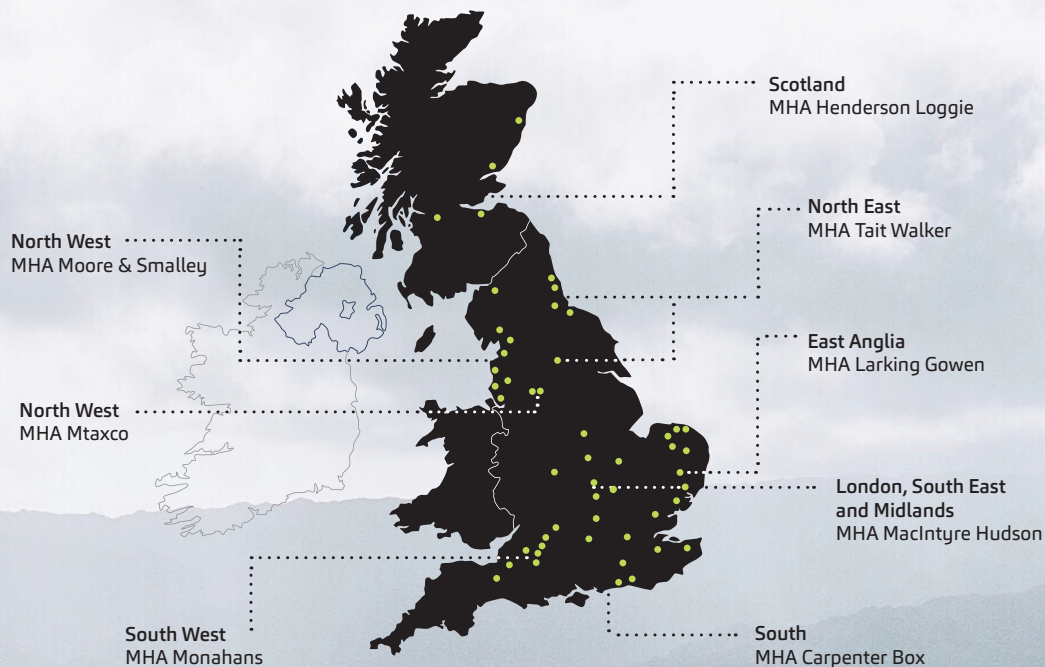 Scotland
MHA Henderson Loggie
North East
MHA Tait Walker
North West
MHA Moore & Smalley
East Anglia
MHA Larking Gowen
North West
MHA Mtaxco
London, South East
and Midlands
MHA MacIntyre Hudson
South West
MHA Monahans
South
MHA Carpenter Box